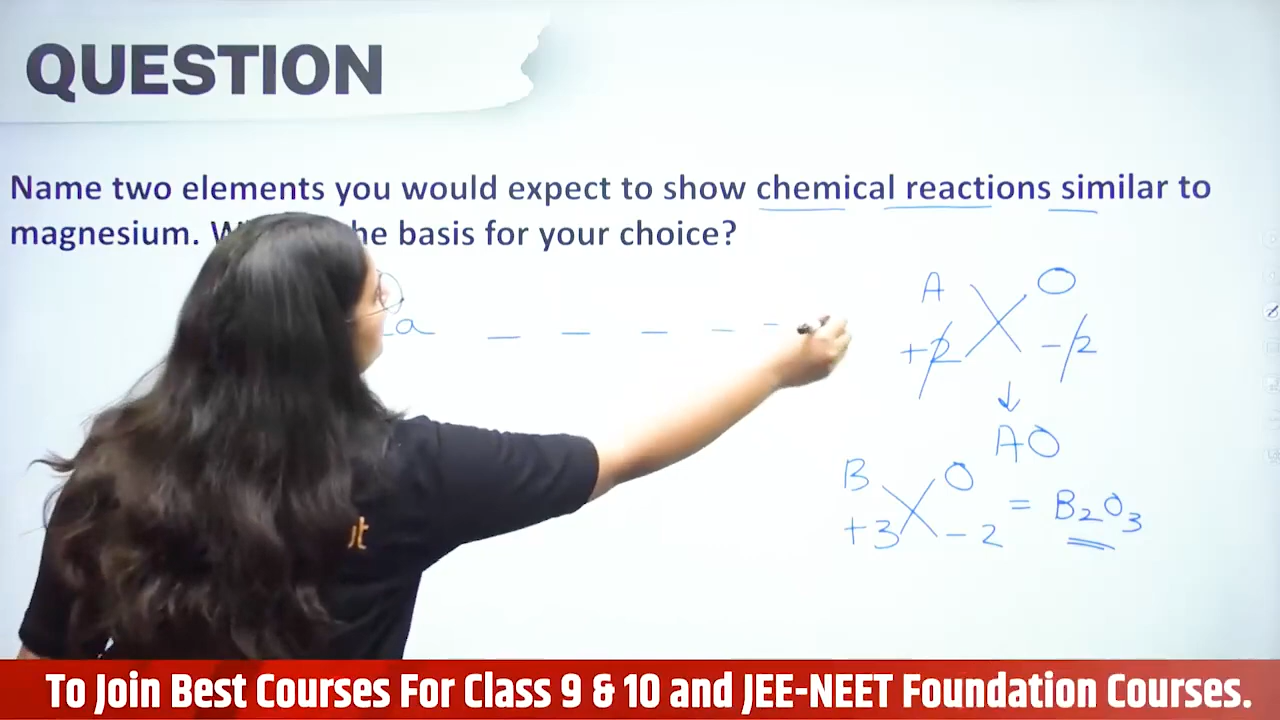 QUESTION
Name two elements you would expect to show chemical reactions similar to
magnesium. he basis for your choice?
a _ _ _ _ _
A O
+2 -2
↓
AO
B O = B₂O₃
+3 -2
To Join Best Courses For Class 9 & 10 and JEE-NEET Foundation Courses.